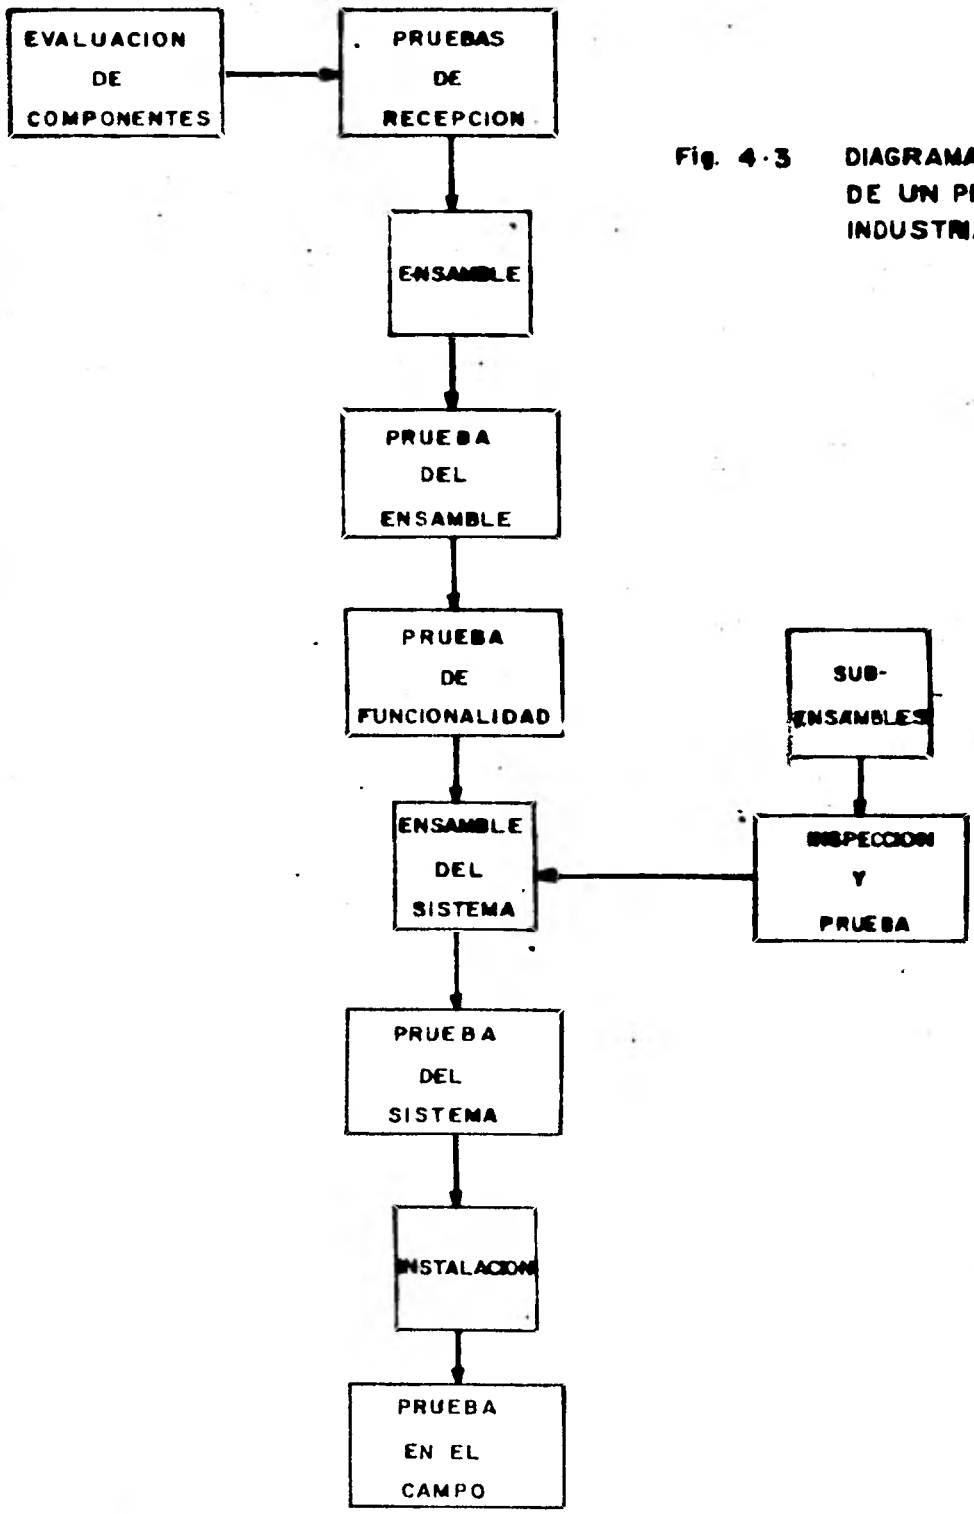 EVALUACION
DE
COMPONENTES
PRUEBAS
DE
RECEPCION
Fig. 4.3 DIAGRAMA
DE UN
ENSAMBLE
PRUEBA
DEL
ENSAMBLE
PRUEBA
DE
FUNCIONALIDAD
SUB-
ENSAMBLES
ENSAMBLE
DEL
SISTEMA
INSPECCION
Y
PRUEBA
PRUEBA
DEL
SISTEMA
INSTALACION
PRUEBA
EN EL
CAMPO